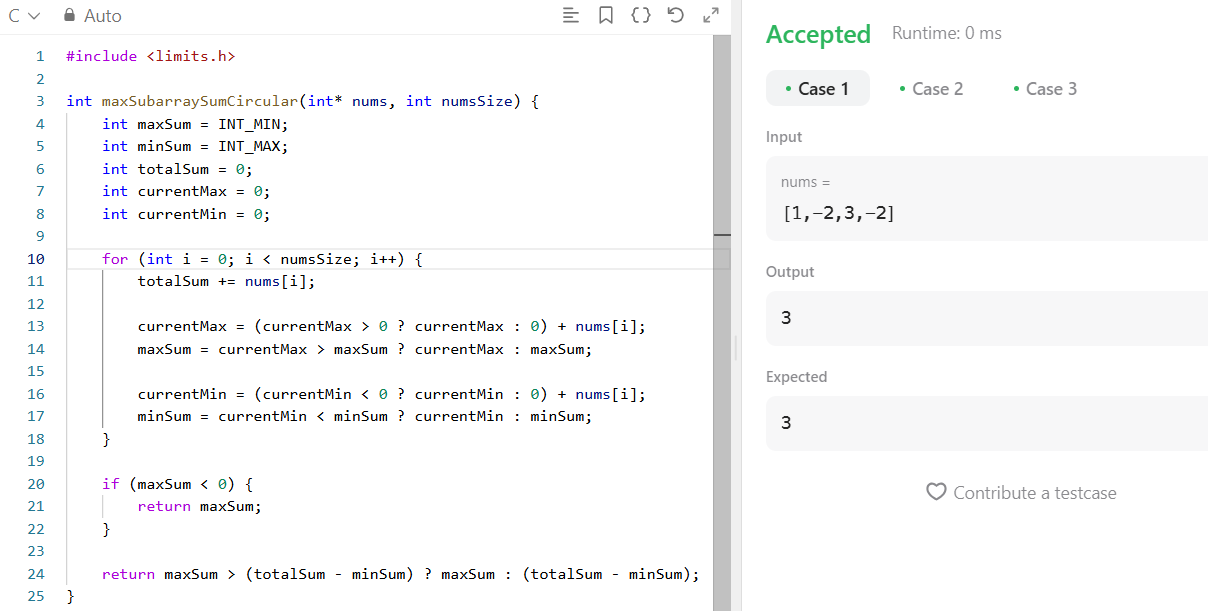 C Auto
1 #include <limits.h>
2
3 int maxSubarraySumCircular(int* nums, int numsSize) {
4     int maxSum = INT_MIN;
5     int minSum = INT_MAX;
6     int totalSum = 0;
7     int currentMax = 0;
8     int currentMin = 0;
9
10     for (int i = 0; i < numsSize; i++) {
11         totalSum += nums[i];
12
13         currentMax = (currentMax > 0 ? currentMax : 0) + nums[i];
14         maxSum = currentMax > maxSum ? currentMax : maxSum;
15
16         currentMin = (currentMin < 0 ? currentMin : 0) + nums[i];
17         minSum = currentMin < minSum ? currentMin : minSum;
18     }
19
20     if (maxSum < 0) {
21         return maxSum;
22     }
23
24     return maxSum > (totalSum - minSum) ? maxSum : (totalSum - minSum);
25 }
Accepted Runtime: 0 ms
• Case 1 • Case 2 • Case 3
Input
nums =
[1,-2,3,-2]
Output
3
Expected
3
Contribute a testcase